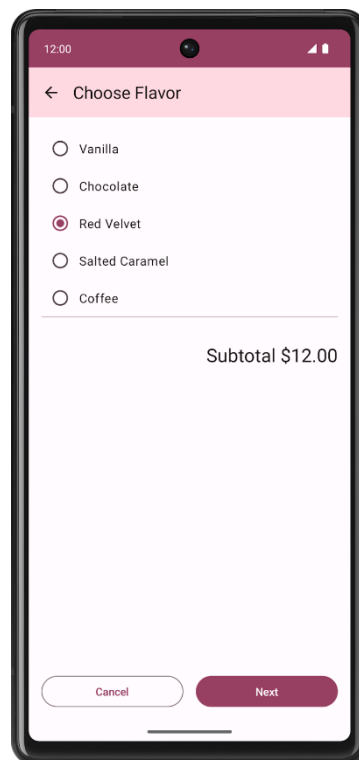 12:00
Choose Flavor
Vanilla
Chocolate
Red Velvet
Salted Caramel
Coffee
Subtotal $12.00
Cancel Next